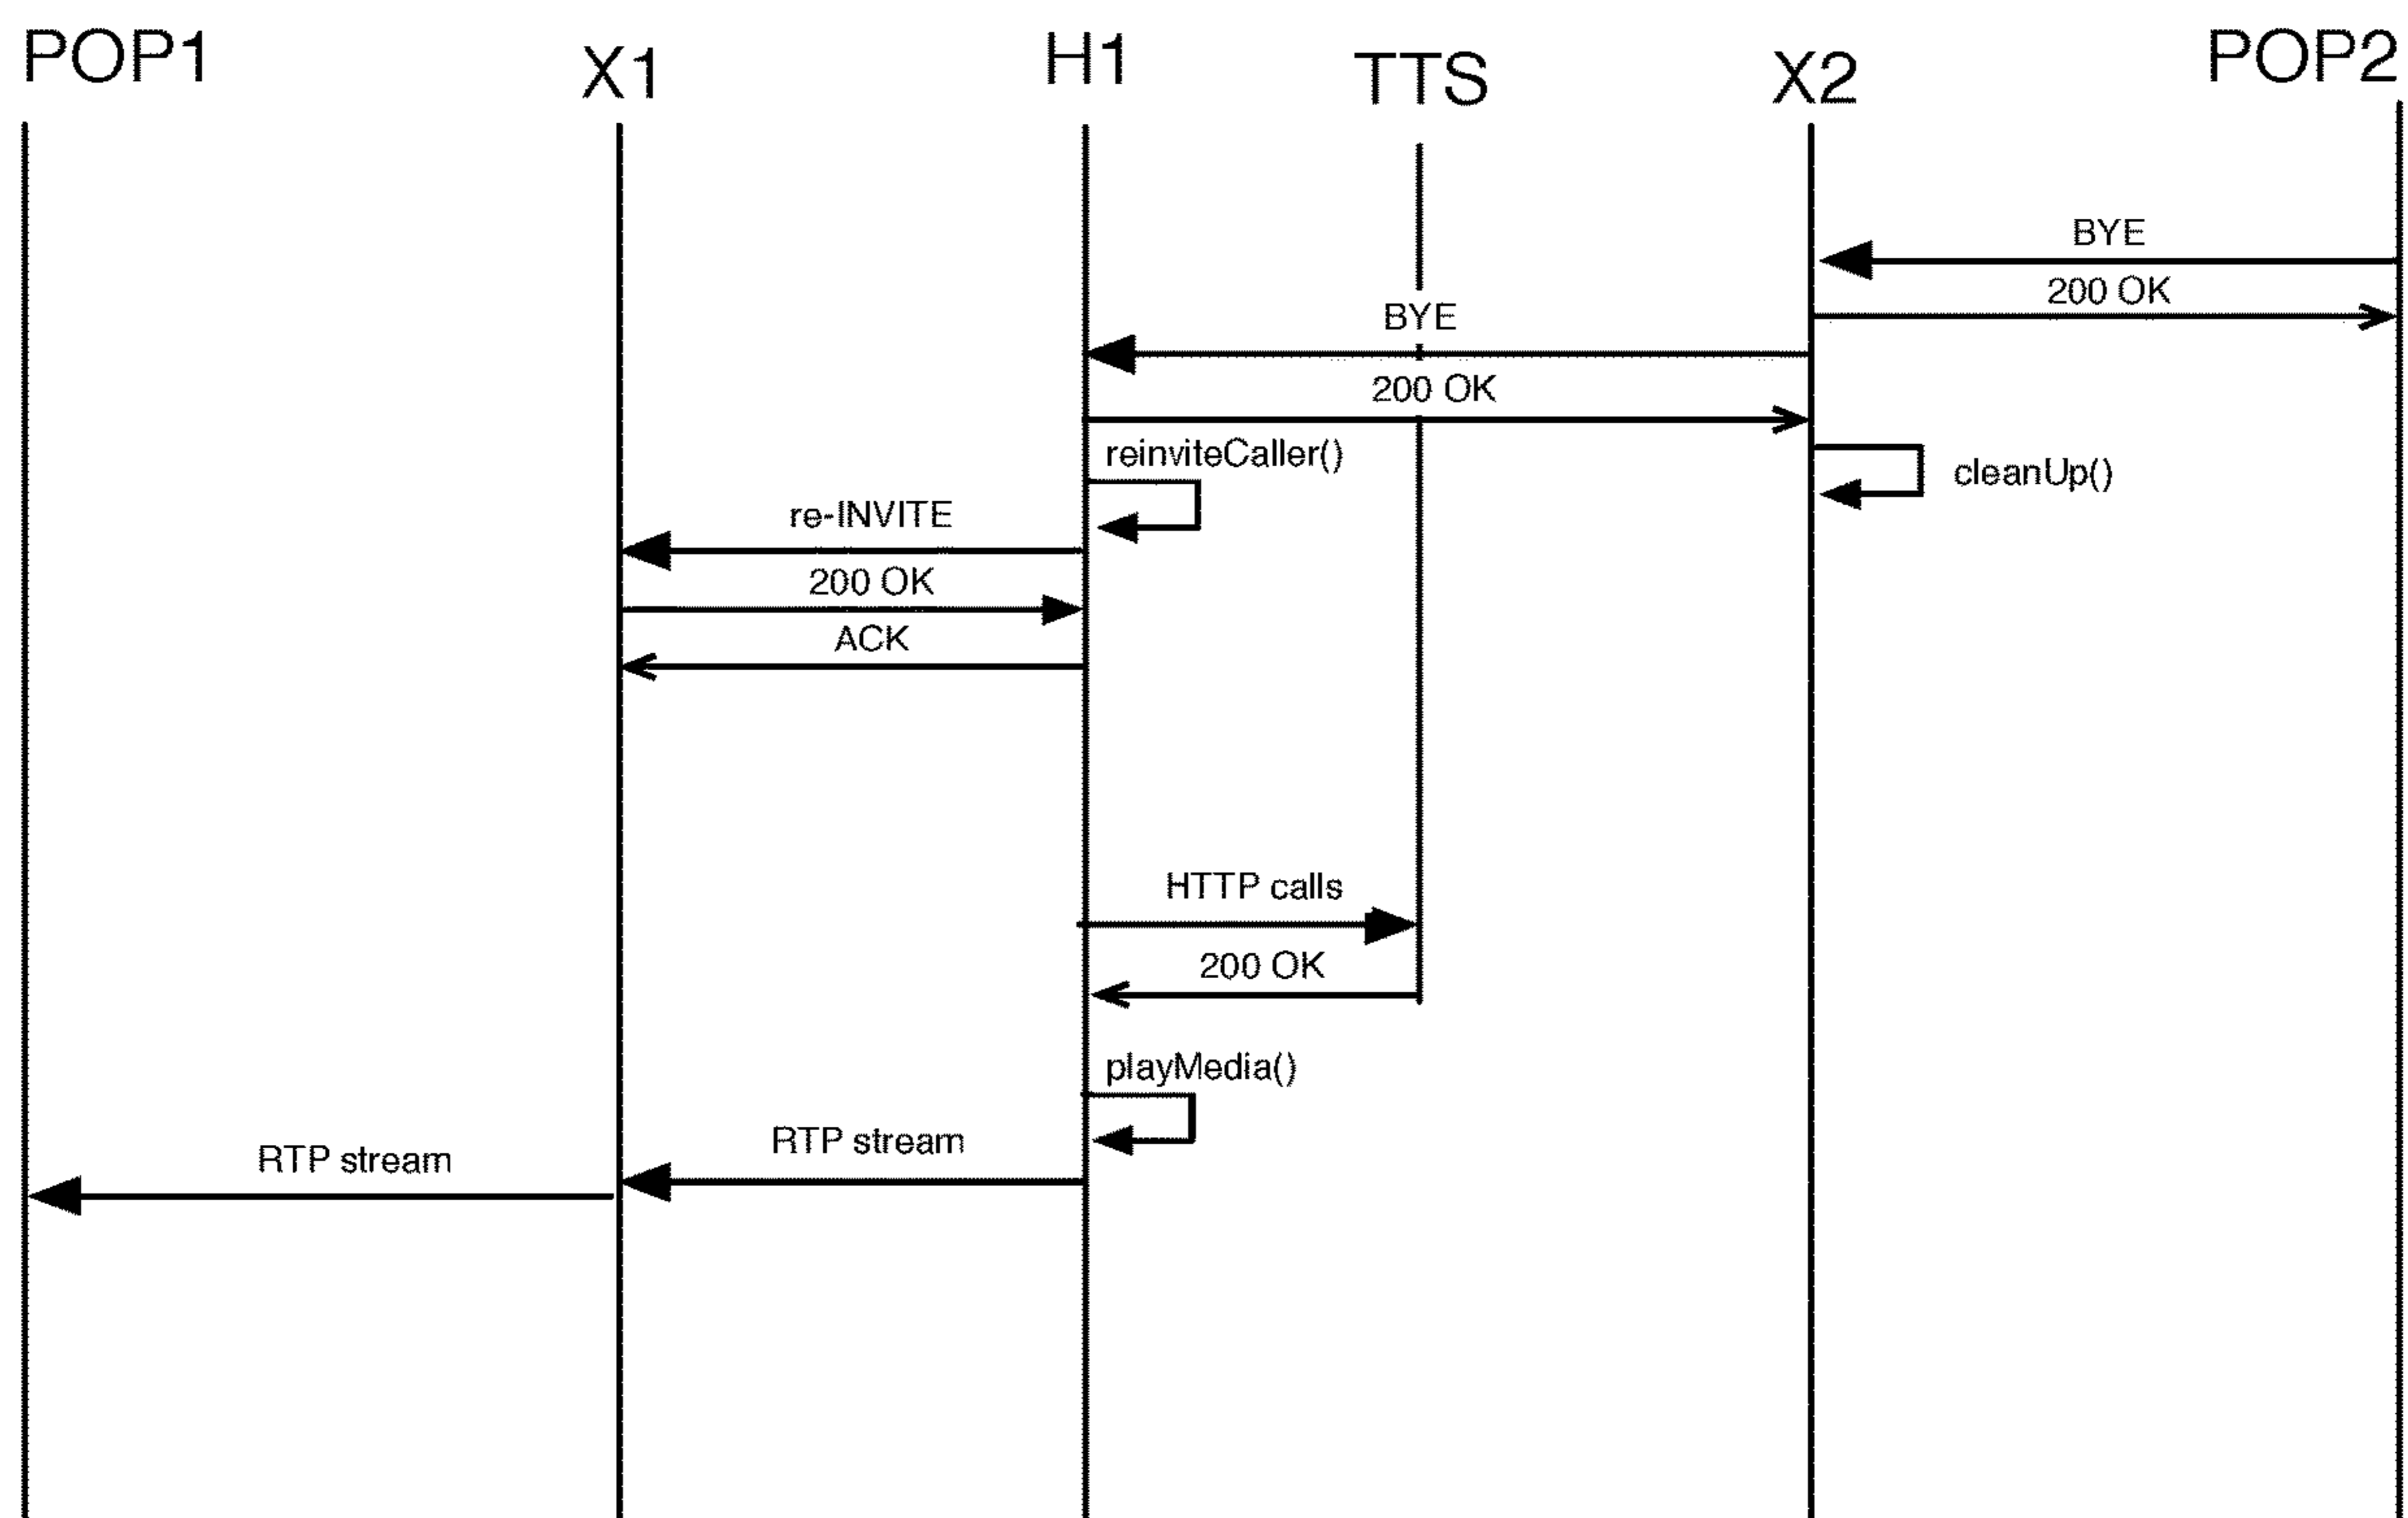 POP1
X1
H1
TTS
X2
POP2
BYE
200 OK
BYE
200 OK
reinviteCaller()
cleanUp()
re-INVITE
200 OK
ACK
HTTP calls
200 OK
playMedia()
RTP stream
RTP stream